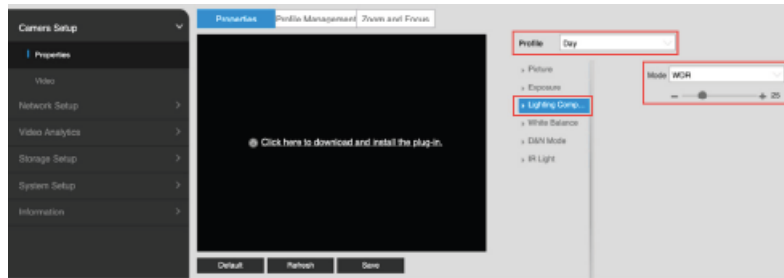 Camera Setup
Properties
Video
Network Setup
Video Analytics
Storage Setup
System Setup
Information
Properties
Profile Management
Zoom and Focus
Click here to download and install the plug-in.
Default
Refresh
Save
Profile Day
Picture
Exposure
Lighting Comp...
White Balance
D&N Mode
IR Light
Mode WDR
- + 25